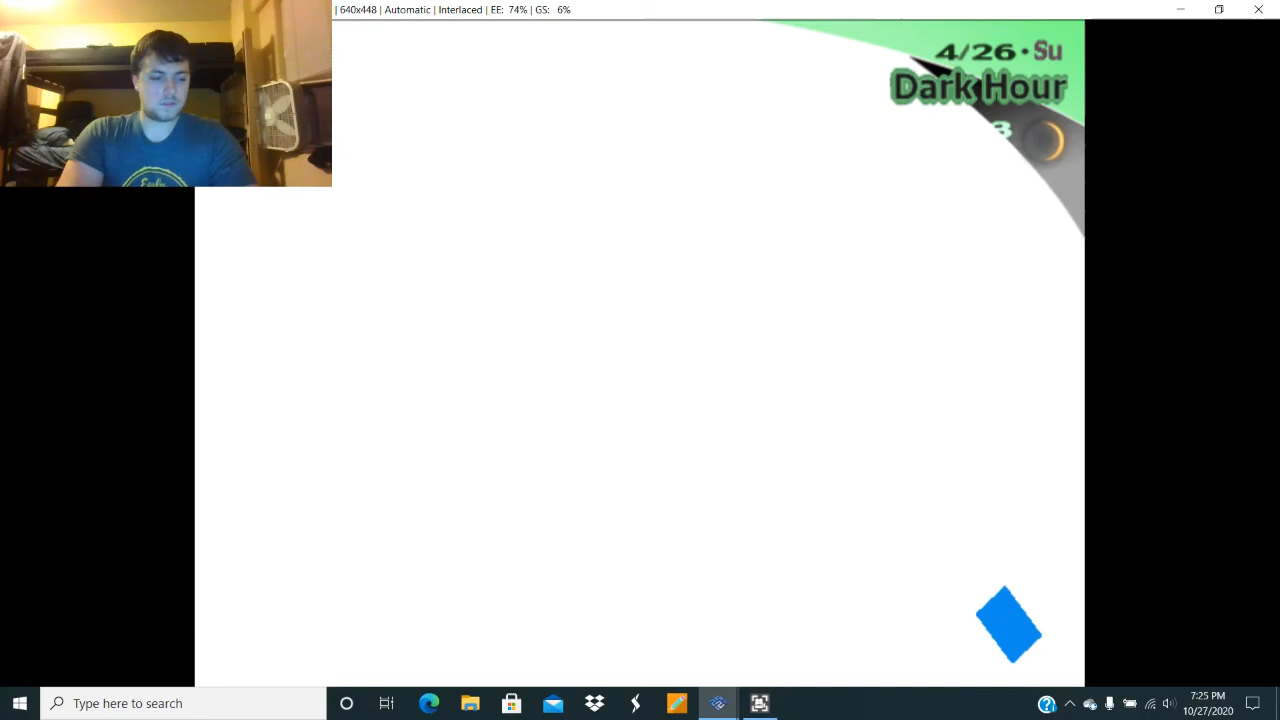 | 640x448 | Automatic | Interlaced | EE: 74% | GS: 6%
4/26 · Su
Dark Hour
Type here to search
7:25 PM
10/27/2020